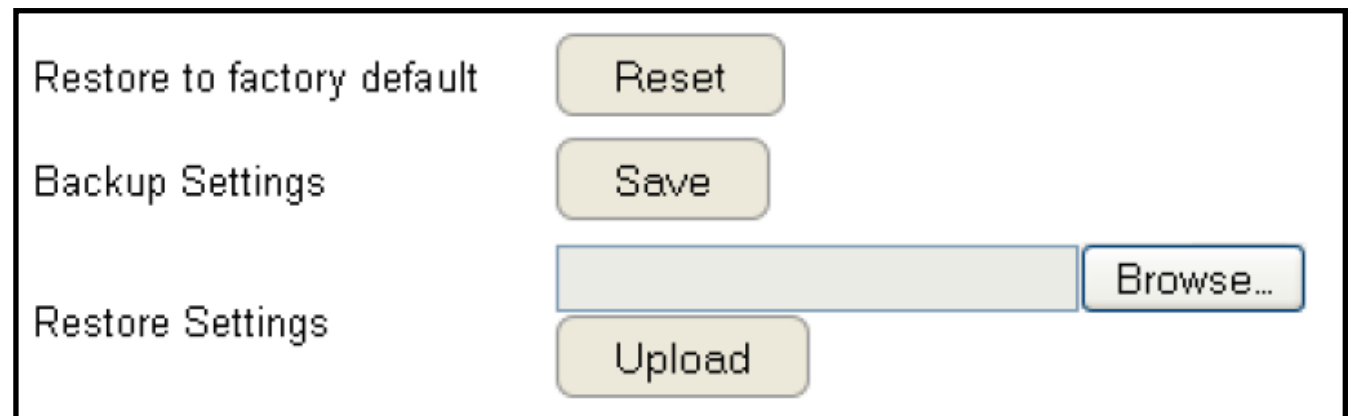 Restore to factory default Reset
Backup Settings Save
Browse...
Restore Settings
Upload